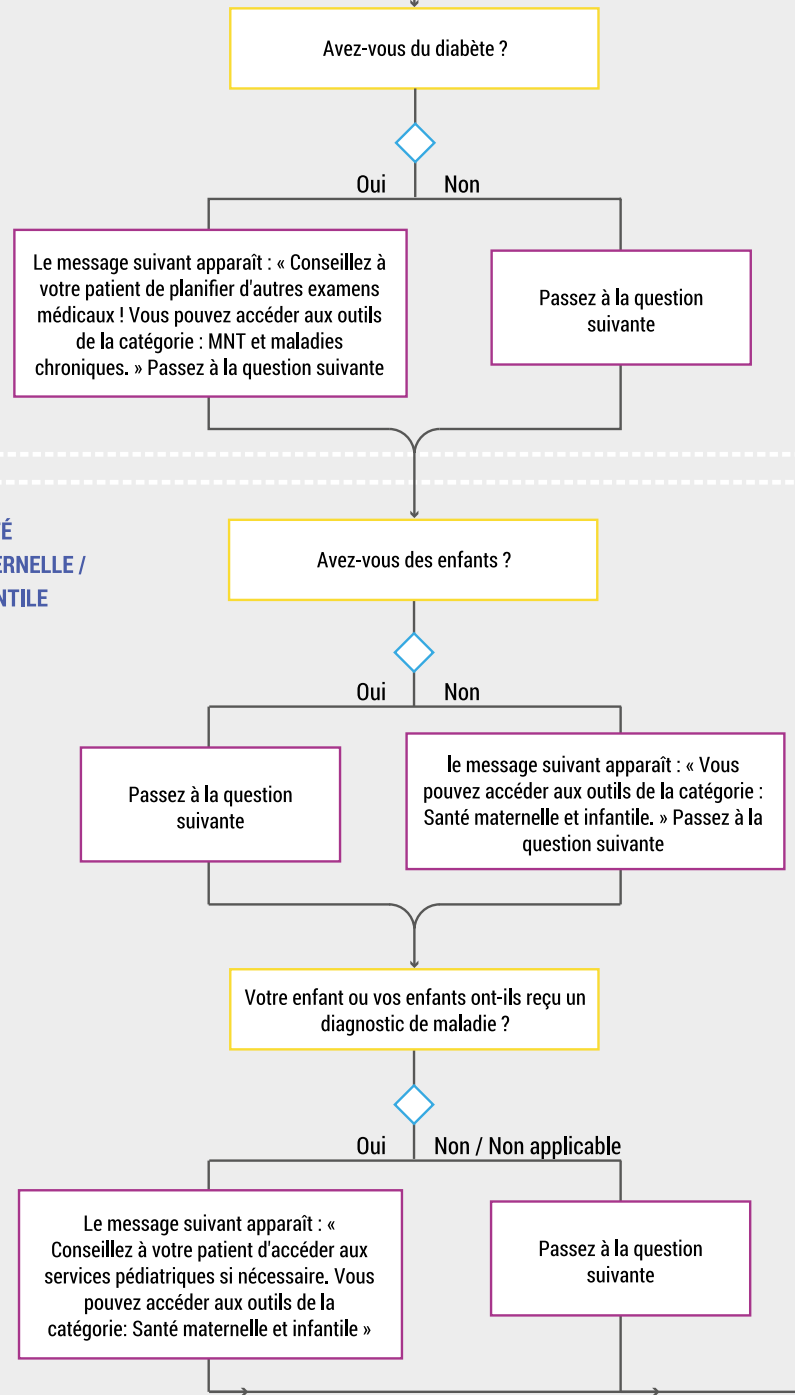 Avez-vous du diabète ?
Oui
Non
Le message suivant apparaît : « Conseillez à
votre patient de planifier d'autres examens
médicaux ! Vous pouvez accéder aux outils
de la catégorie : MNT et maladies
chroniques. » Passez à la question suivante
Passez à la question
suivante
TÉ
ERNELLE /
NTILE
Avez-vous des enfants ?
Oui
Non
Passez à la question
suivante
le message suivant apparaît : « Vous
pouvez accéder aux outils de la catégorie :
Santé maternelle et infantile. » Passez à la
question suivante
Votre enfant ou vos enfants ont-ils reçu un
diagnostic de maladie ?
Oui
Non / Non applicable
Le message suivant apparaît : «
Conseillez à votre patient d'accéder aux
services pédiatriques si nécessaire. Vous
pouvez accéder aux outils de la
catégorie: Santé maternelle et infantile »
Passez à la question
suivante